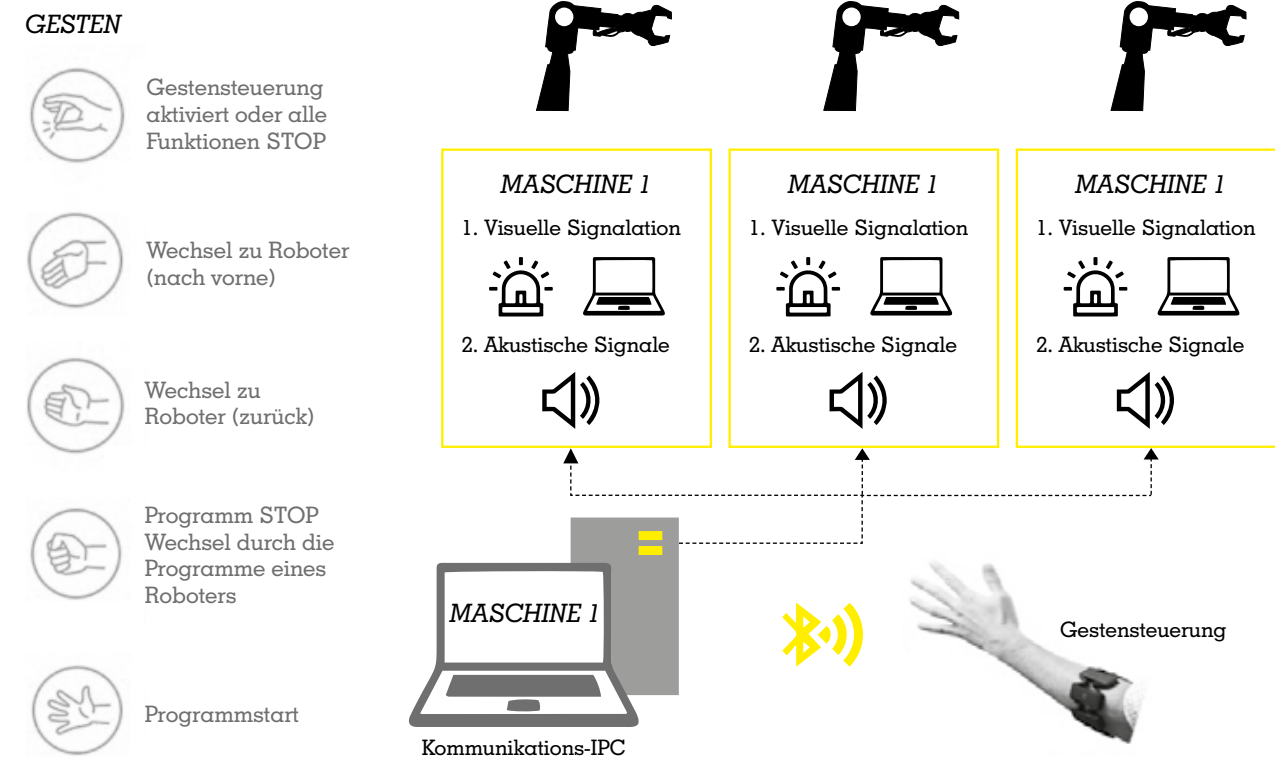 GESTEN
Gestensteuerung
aktiviert oder alle
Funktionen STOP
Wechsel zu Roboter
(nach vorne)
Wechsel zu
Roboter (zurück)
Programm STOP
Wechsel durch die
Programme eines
Roboters
Programmstart
MASCHINE 1
1. Visuelle Signalation
2. Akustische Signale
MASCHINE 1
1. Visuelle Signalation
2. Akustische Signale
MASCHINE 1
1. Visuelle Signalation
2. Akustische Signale
MASCHINE 1
Kommunikations-IPC
Gestensteuerung